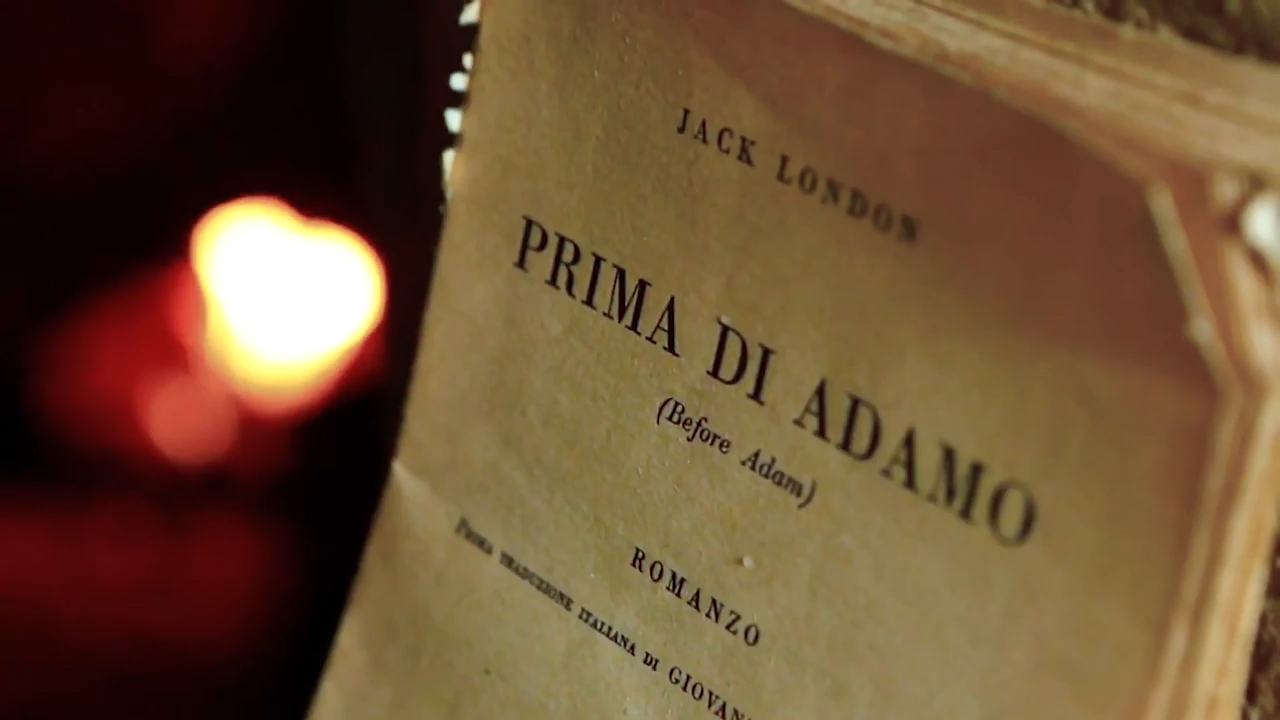 JACK LONDON
PRIMA DI ADAMO
(Before Adam)
ROMANZO
PRIMA TRADUZIONE ITALIANA DI